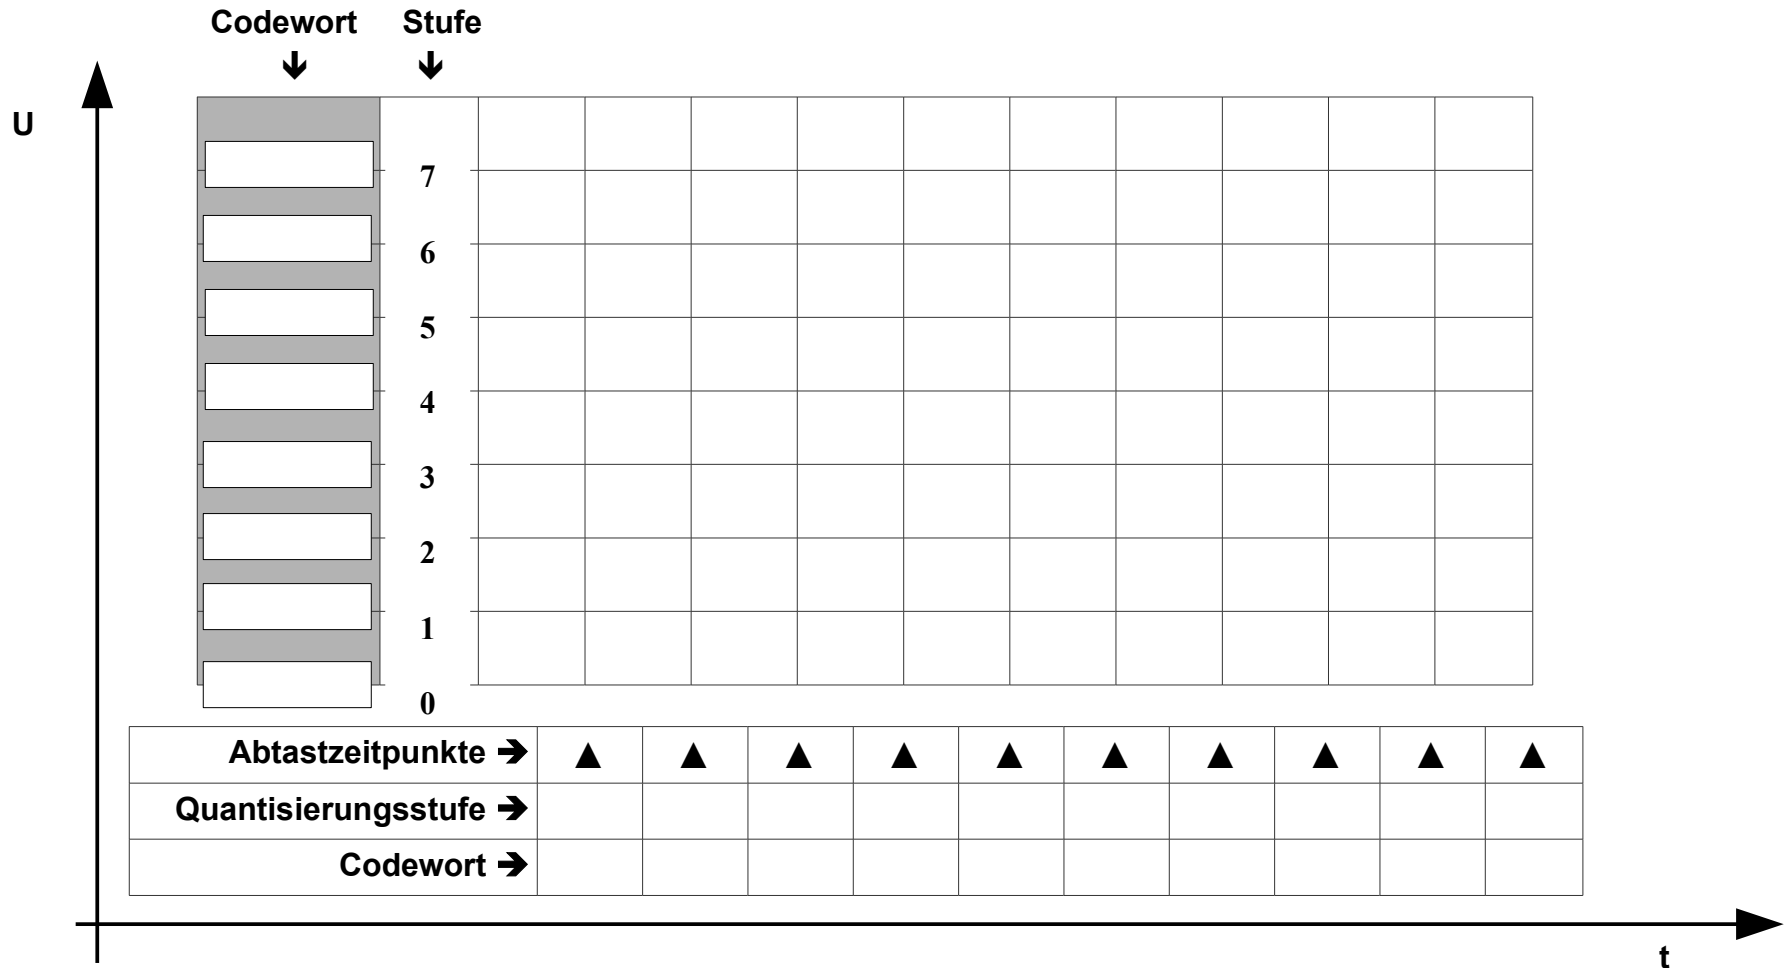 Codewort Stufe
U
7
6
5
4
3
2
1
0
Abtastzeitpunkte
Quantisierungsstufe
Codewort
t